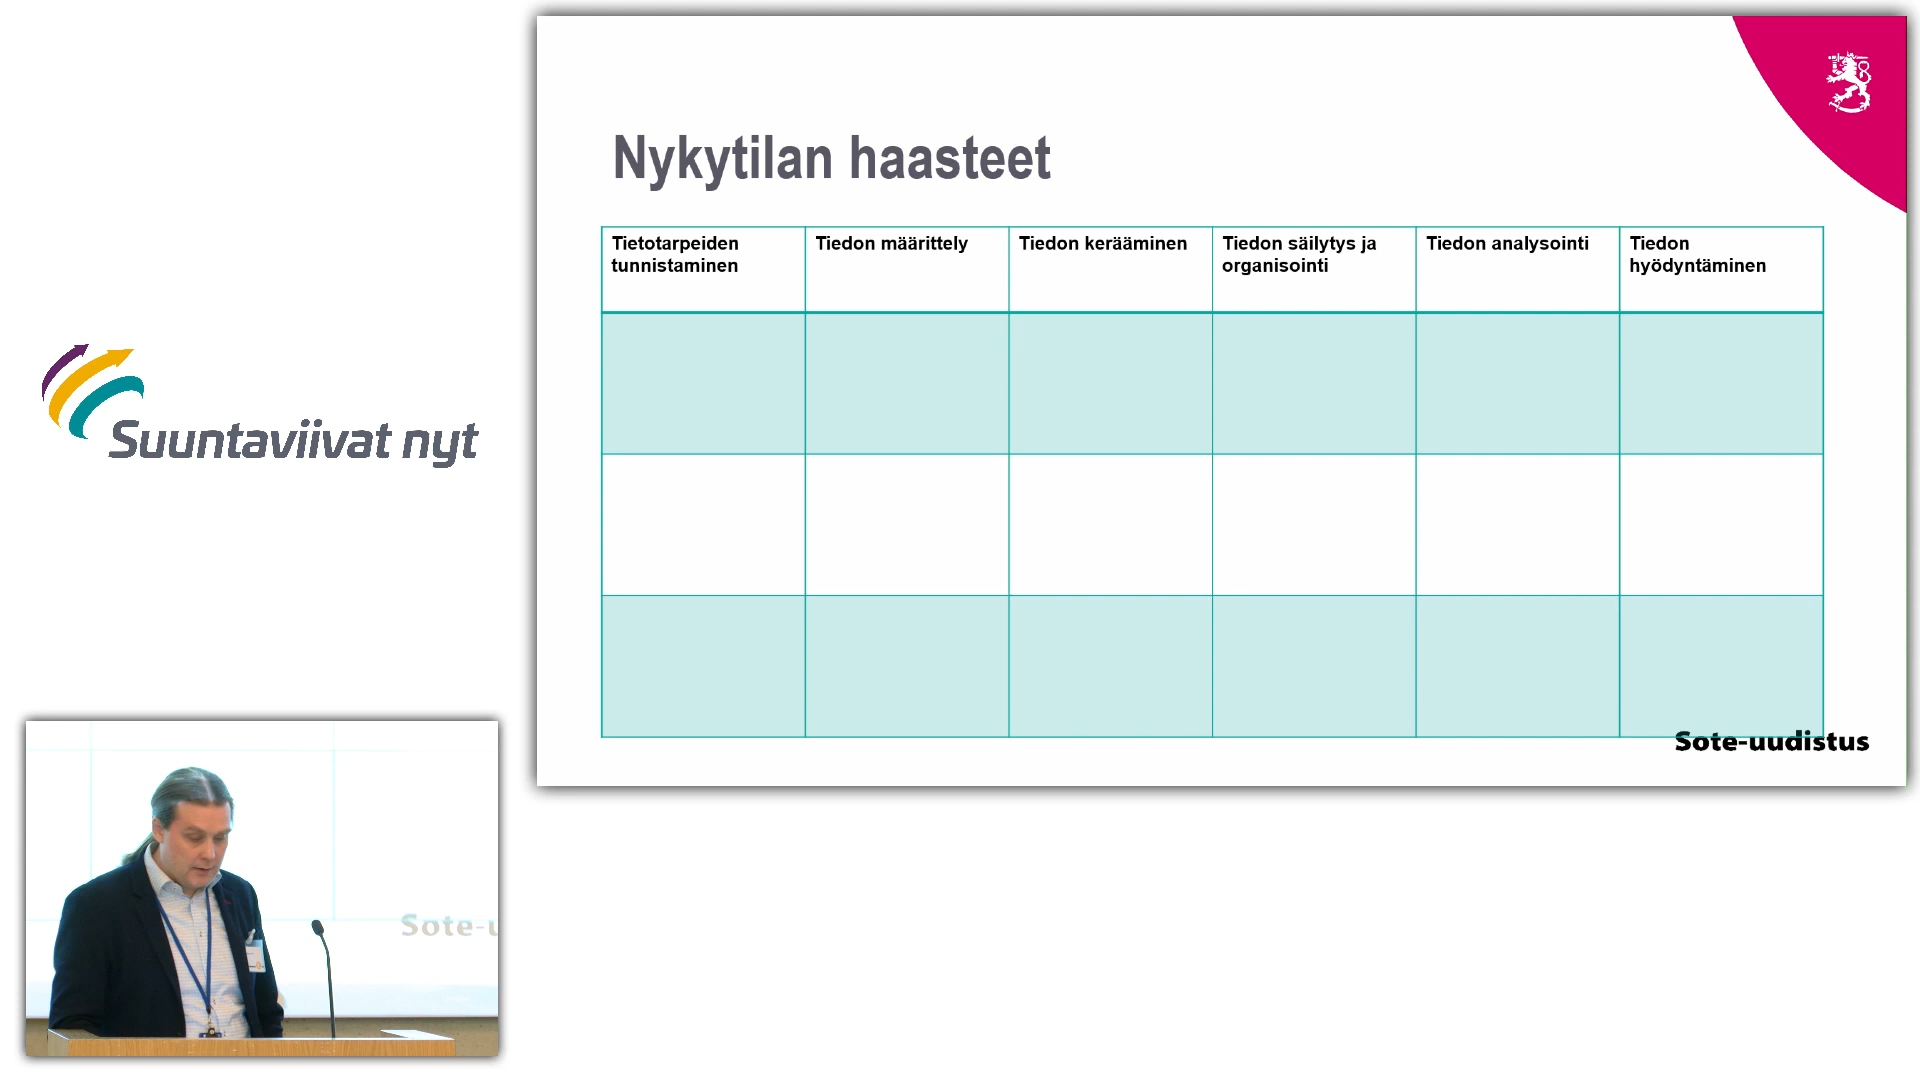 Nykytilan haasteet
Tietotarpeiden
tunnistaminen
Tiedon määrittely
Tiedon kerääminen
Tiedon säilytys ja
organisointi
Tiedon analysointi
Tiedon
hyödyntäminen
Sote-uudistus
Suuntaviivat nyt
Sote-u